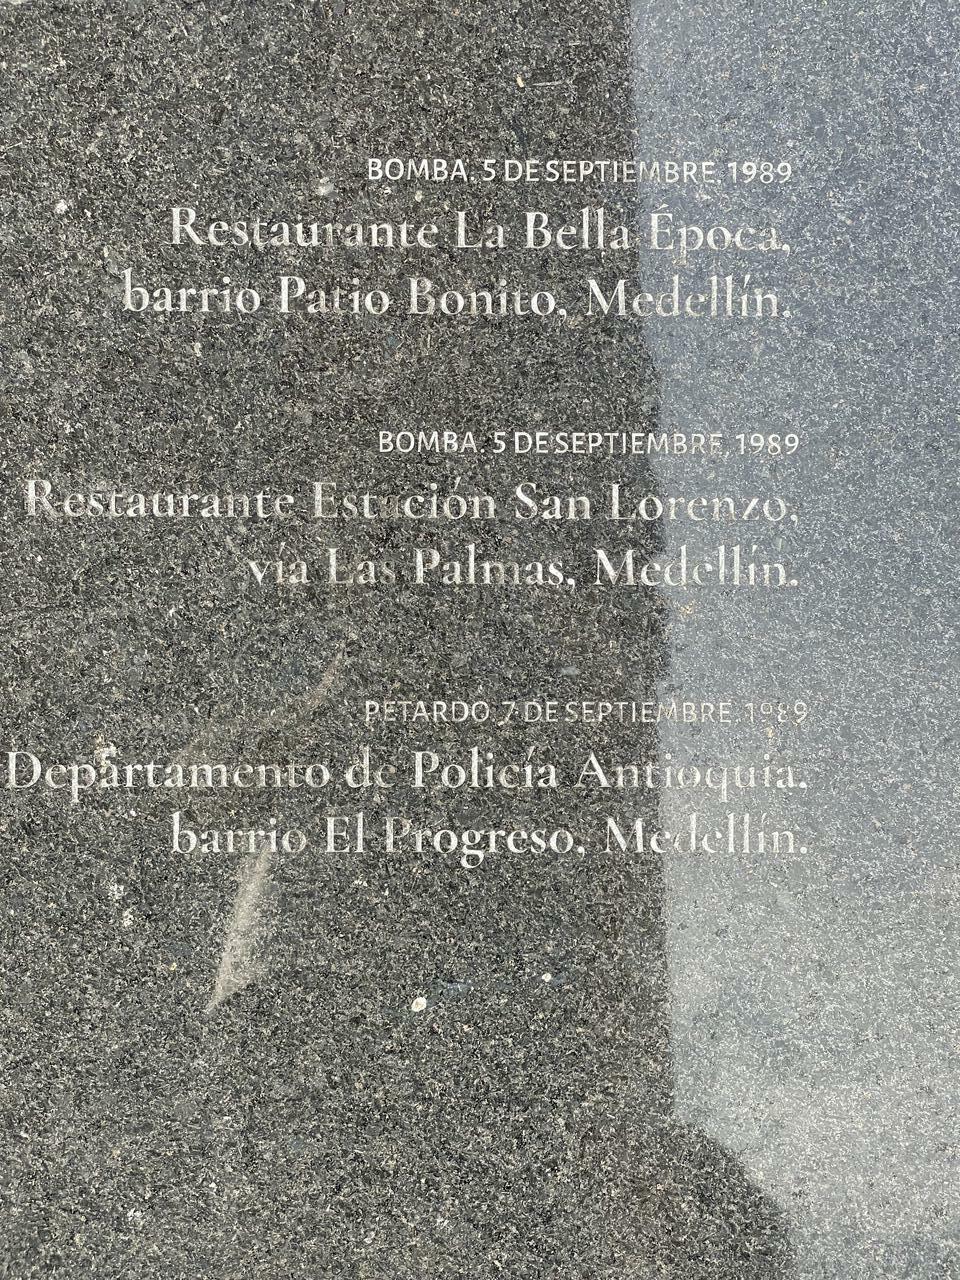 BOMBA. 5 DE SEPTIEMBRE, 1989
Restaurante La Bella Época,
barrio Patio Bonito, Medellín.
BOMBA. 5 DE SEPTIEMBRE, 1989
Restaurante Estación San Lorenzo,
vía Las Palmas, Medellín.
PETARDO. 7 DE SEPTIEMBRE, 1989
Departamento de Policía Antioquia,
barrio El Progreso, Medellín.